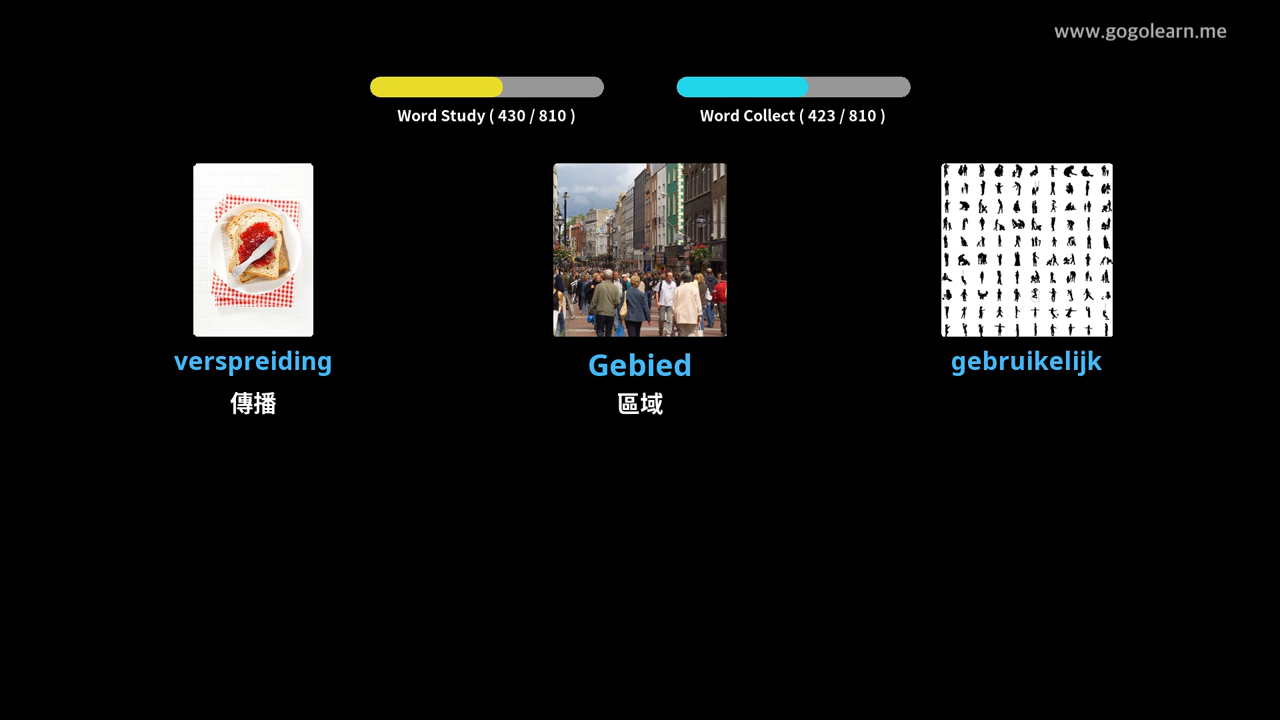 www.gogolearn.me
Word Study ( 430 / 810 )
Word Collect ( 423 / 810 )
verspreiding
傳播
Gebied
區域
gebruikelijk